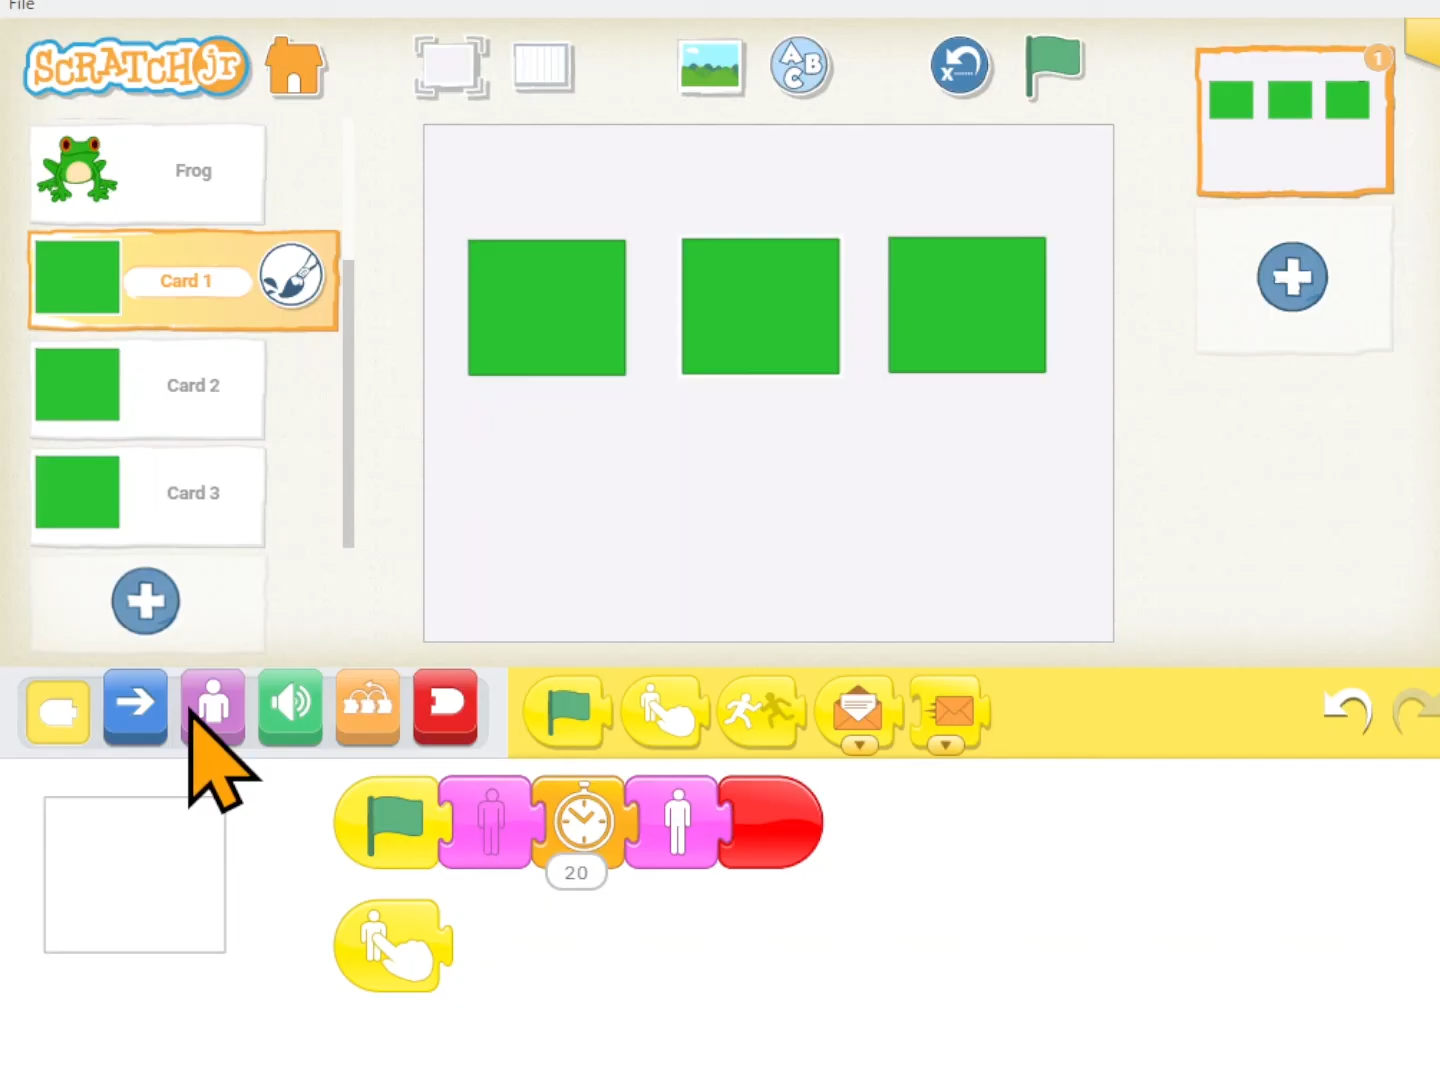 File
SCRATCH jr
A B C
x
1
Frog
Card 1
Card 2
Card 3
20